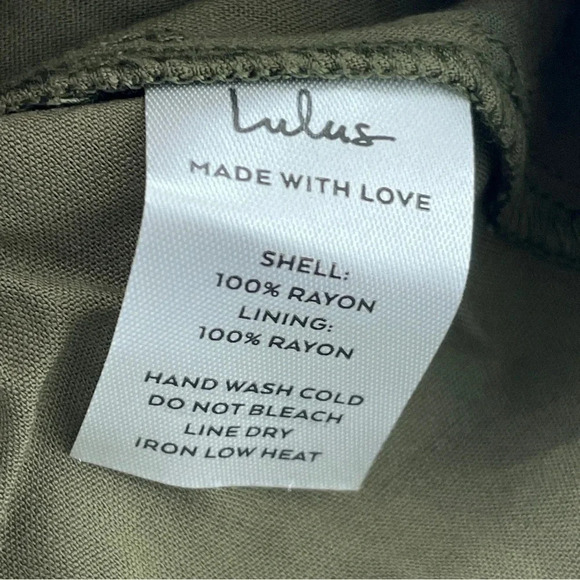 Lulus
MADE WITH LOVE
SHELL:
100% RAYON
LINING:
100% RAYON
HAND WASH COLD
DO NOT BLEACH
LINE DRY
IRON LOW HEAT